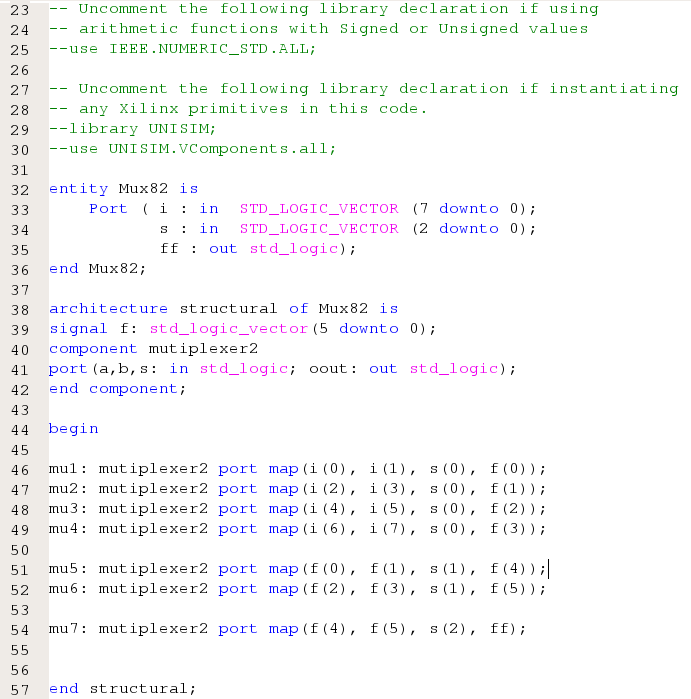 23 -- Uncomment the following library declaration if using
24 -- arithmetic functions with Signed or Unsigned values
25 --use IEEE.NUMERIC_STD.ALL;
26
27 -- Uncomment the following library declaration if instantiating
28 -- any Xilinx primitives in this code.
29 --library UNISIM;
30 --use UNISIM.VComponents.all;
31
32 entity Mux82 is
33     Port ( i : in  STD_LOGIC_VECTOR (7 downto 0);
34            s : in  STD_LOGIC_VECTOR (2 downto 0);
35            ff : out std_logic);
36 end Mux82;
37
38 architecture structural of Mux82 is
39 signal f: std_logic_vector(5 downto 0);
40 component mutiplexer2
41 port(a,b,s: in std_logic; oout: out std_logic);
42 end component;
43
44 begin
45
46 mu1: mutiplexer2 port map(i(0), i(1), s(0), f(0));
47 mu2: mutiplexer2 port map(i(2), i(3), s(0), f(1));
48 mu3: mutiplexer2 port map(i(4), i(5), s(0), f(2));
49 mu4: mutiplexer2 port map(i(6), i(7), s(0), f(3));
50
51 mu5: mutiplexer2 port map(f(0), f(1), s(1), f(4));
52 mu6: mutiplexer2 port map(f(2), f(3), s(1), f(5));
53
54 mu7: mutiplexer2 port map(f(4), f(5), s(2), ff);
55
56
57 end structural;